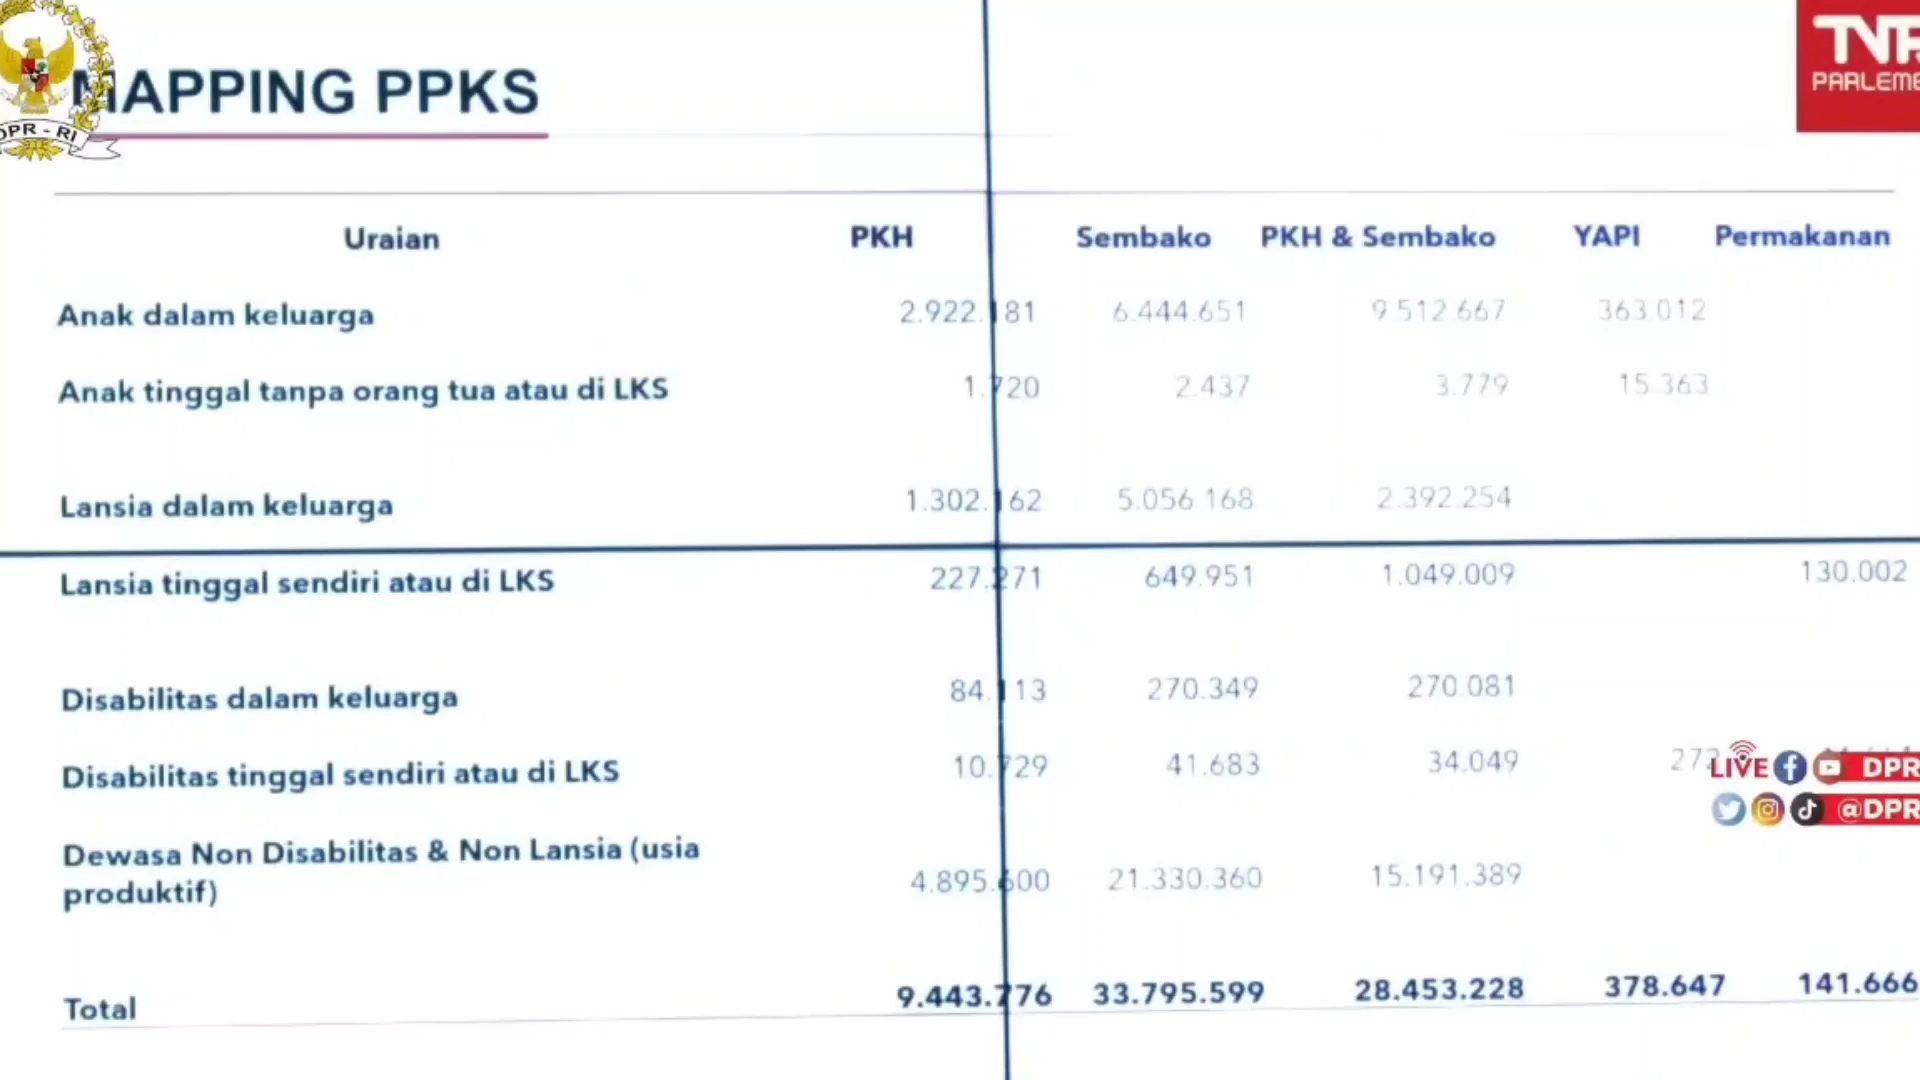 DPR - RI
MAPPING PPKS
TVR
PARLEME
Uraian PKH Sembako PKH & Sembako YAPI Permakanan
Anak dalam keluarga 2.922.181 6.444.651 9.512.667 363.012
Anak tinggal tanpa orang tua atau di LKS 1.720 2.437 3.779 15.363
Lansia dalam keluarga 1.302.162 5.056.168 2.392.254
Lansia tinggal sendiri atau di LKS 227.271 649.951 1.049.009 130.002
Disabilitas dalam keluarga 84.113 270.349 270.081
Disabilitas tinggal sendiri atau di LKS 10.729 41.683 34.049 272
LIVE DPR
@DPR
Dewasa Non Disabilitas & Non Lansia (usia
produktif) 4.895.600 21.330.360 15.191.389
Total 9.443.776 33.795.599 28.453.228 378.647 141.666